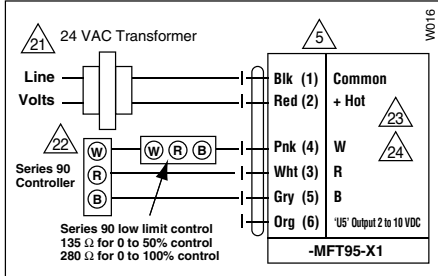 W016
21 24 VAC Transformer
5
Line
Volts
Blk (1) Common
Red (2) + Hot
23
22
24
Series 90
Controller
W
R
B
W R B
Pnk (4) W
Wht (3) R
Gry (5) B
Org (6) 'U5' Output 2 to 10 VDC
Series 90 low limit control
135 Ω for 0 to 50% control
280 Ω for 0 to 100% control
-MFT95-X1